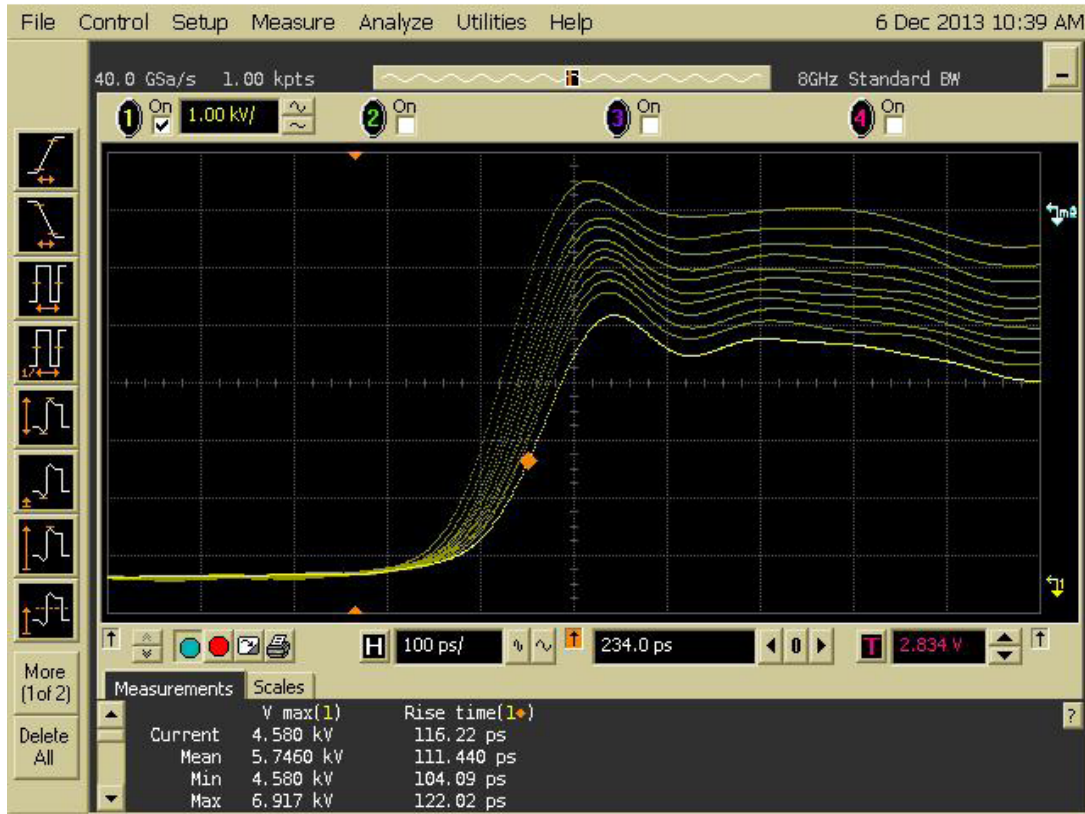 File Control Setup Measure Analyze Utilities Help 6 Dec 2013 10:39 AM
40.0 GSa/s 1.00 kpts 8GHz Standard BW
1 On 1.00 kV/ 2 On 3 On 4 On
1
H 100 ps/ 234.0 ps 0 T 2.834 V
More
(1of 2)
Delete
All
Measurements Scales
V max(1) Rise time(1◆)
Current 4.580 kV 116.22 ps
Mean 5.7460 kV 111.440 ps
Min 4.580 kV 104.09 ps
Max 6.917 kV 122.02 ps
?